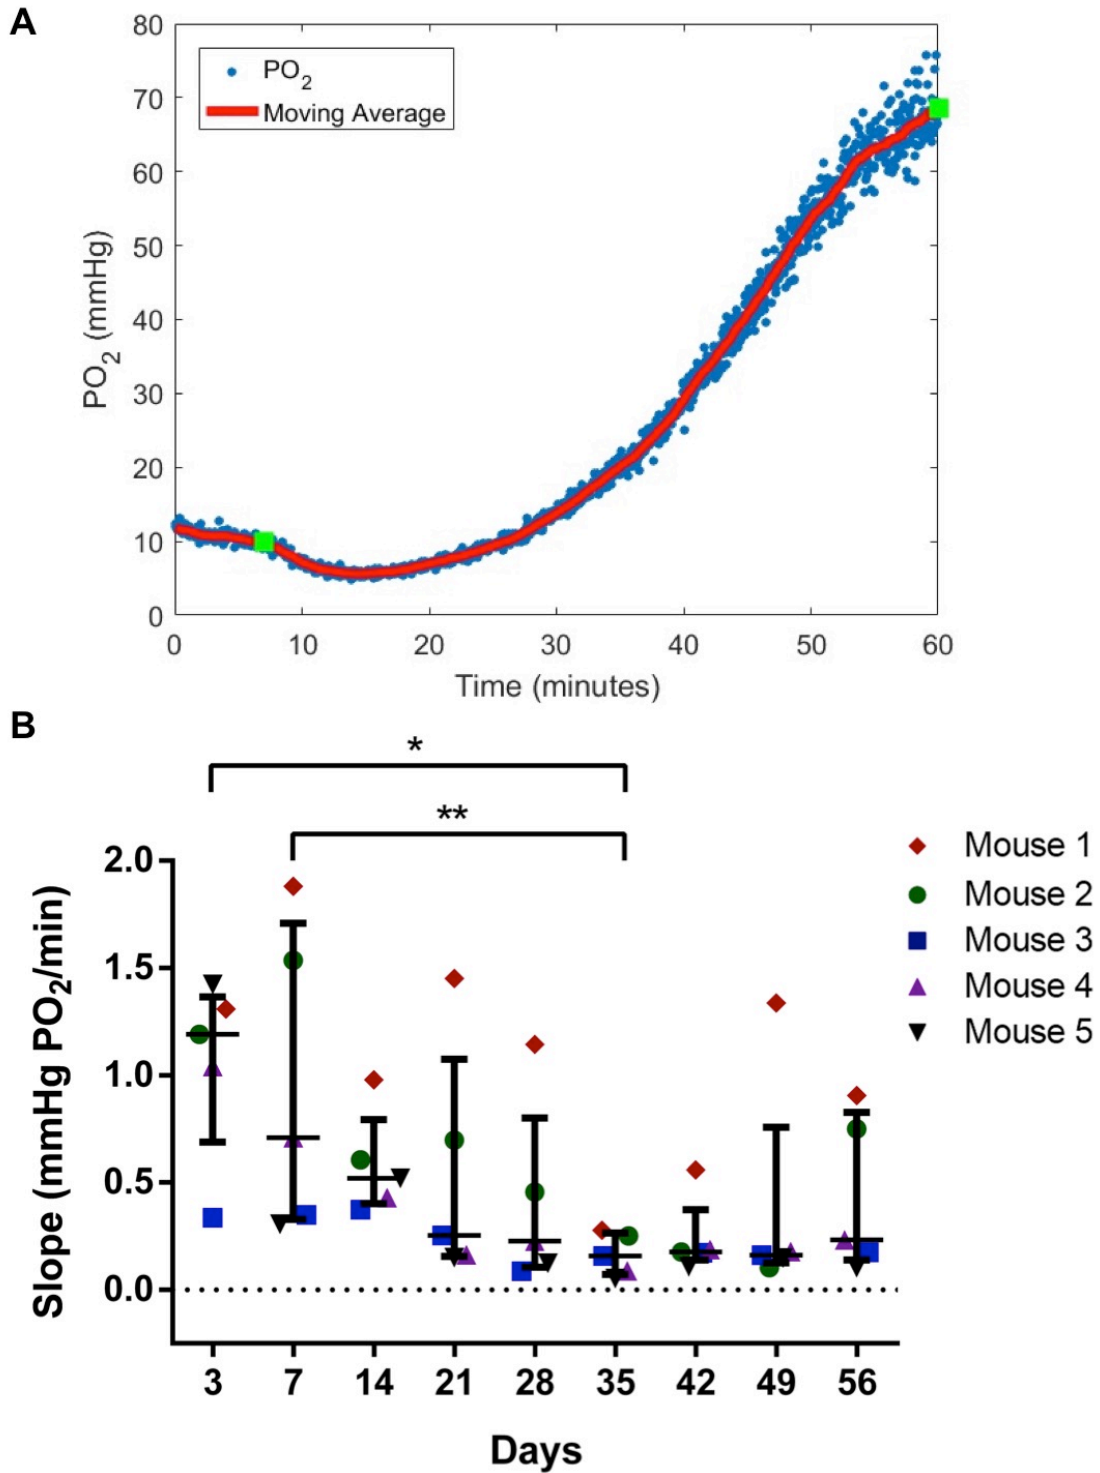 A
80
70
60
50
40
30
20
10
0
PO2 (mmHg)
PO2
Moving Average
0 10 20 30 40 50 60
Time (minutes)
B
*
**
2.0
1.5
1.0
0.5
0.0
Slope (mmHg PO2/min)
Mouse 1
Mouse 2
Mouse 3
Mouse 4
Mouse 5
3 7 14 21 28 35 42 49 56
Days